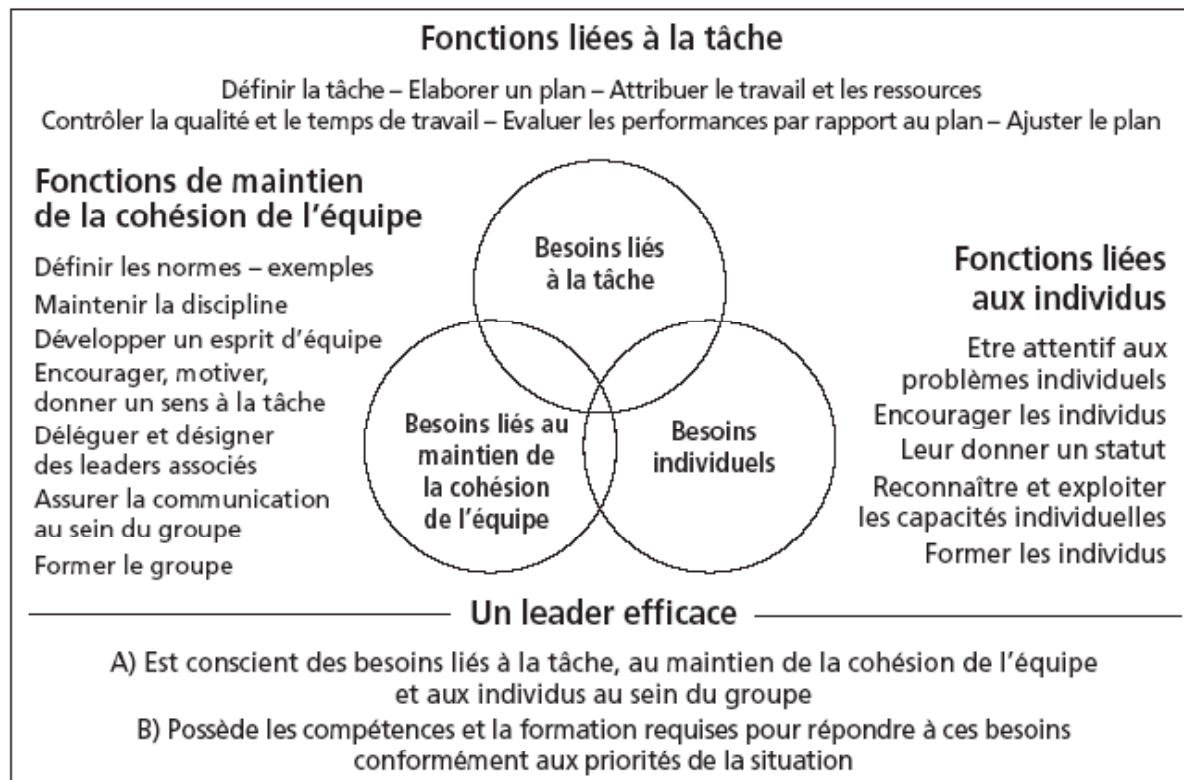 Fonctions liées à la tâche
Définir la tâche – Elaborer un plan – Attribuer le travail et les ressources
Contrôler la qualité et le temps de travail – Evaluer les performances par rapport au plan – Ajuster le plan
Fonctions de maintien
de la cohésion de l'équipe
Définir les normes – exemples
Maintenir la discipline
Développer un esprit d'équipe
Encourager, motiver,
donner un sens à la tâche
Déléguer et désigner
des leaders associés
Assurer la communication
au sein du groupe
Former le groupe
Besoins liés
à la tâche
Besoins liés au
maintien de
la cohésion
de l'équipe
Besoins
individuels
Fonctions liées
aux individus
Etre attentif aux
problèmes individuels
Encourager les individus
Leur donner un statut
Reconnaître et exploiter
les capacités individuelles
Former les individus
Un leader efficace
A) Est conscient des besoins liés à la tâche, au maintien de la cohésion de l'équipe
et aux individus au sein du groupe
B) Possède les compétences et la formation requises pour répondre à ces besoins
conformément aux priorités de la situation